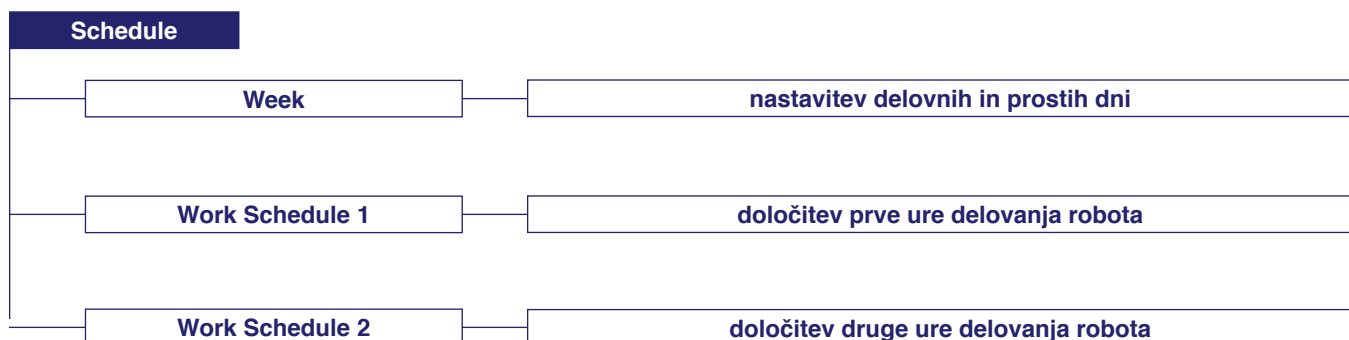 Schedule
Week nastavitev delovnih in prostih dni
Work Schedule 1 določitev prve ure delovanja robota
Work Schedule 2 določitev druge ure delovanja robota